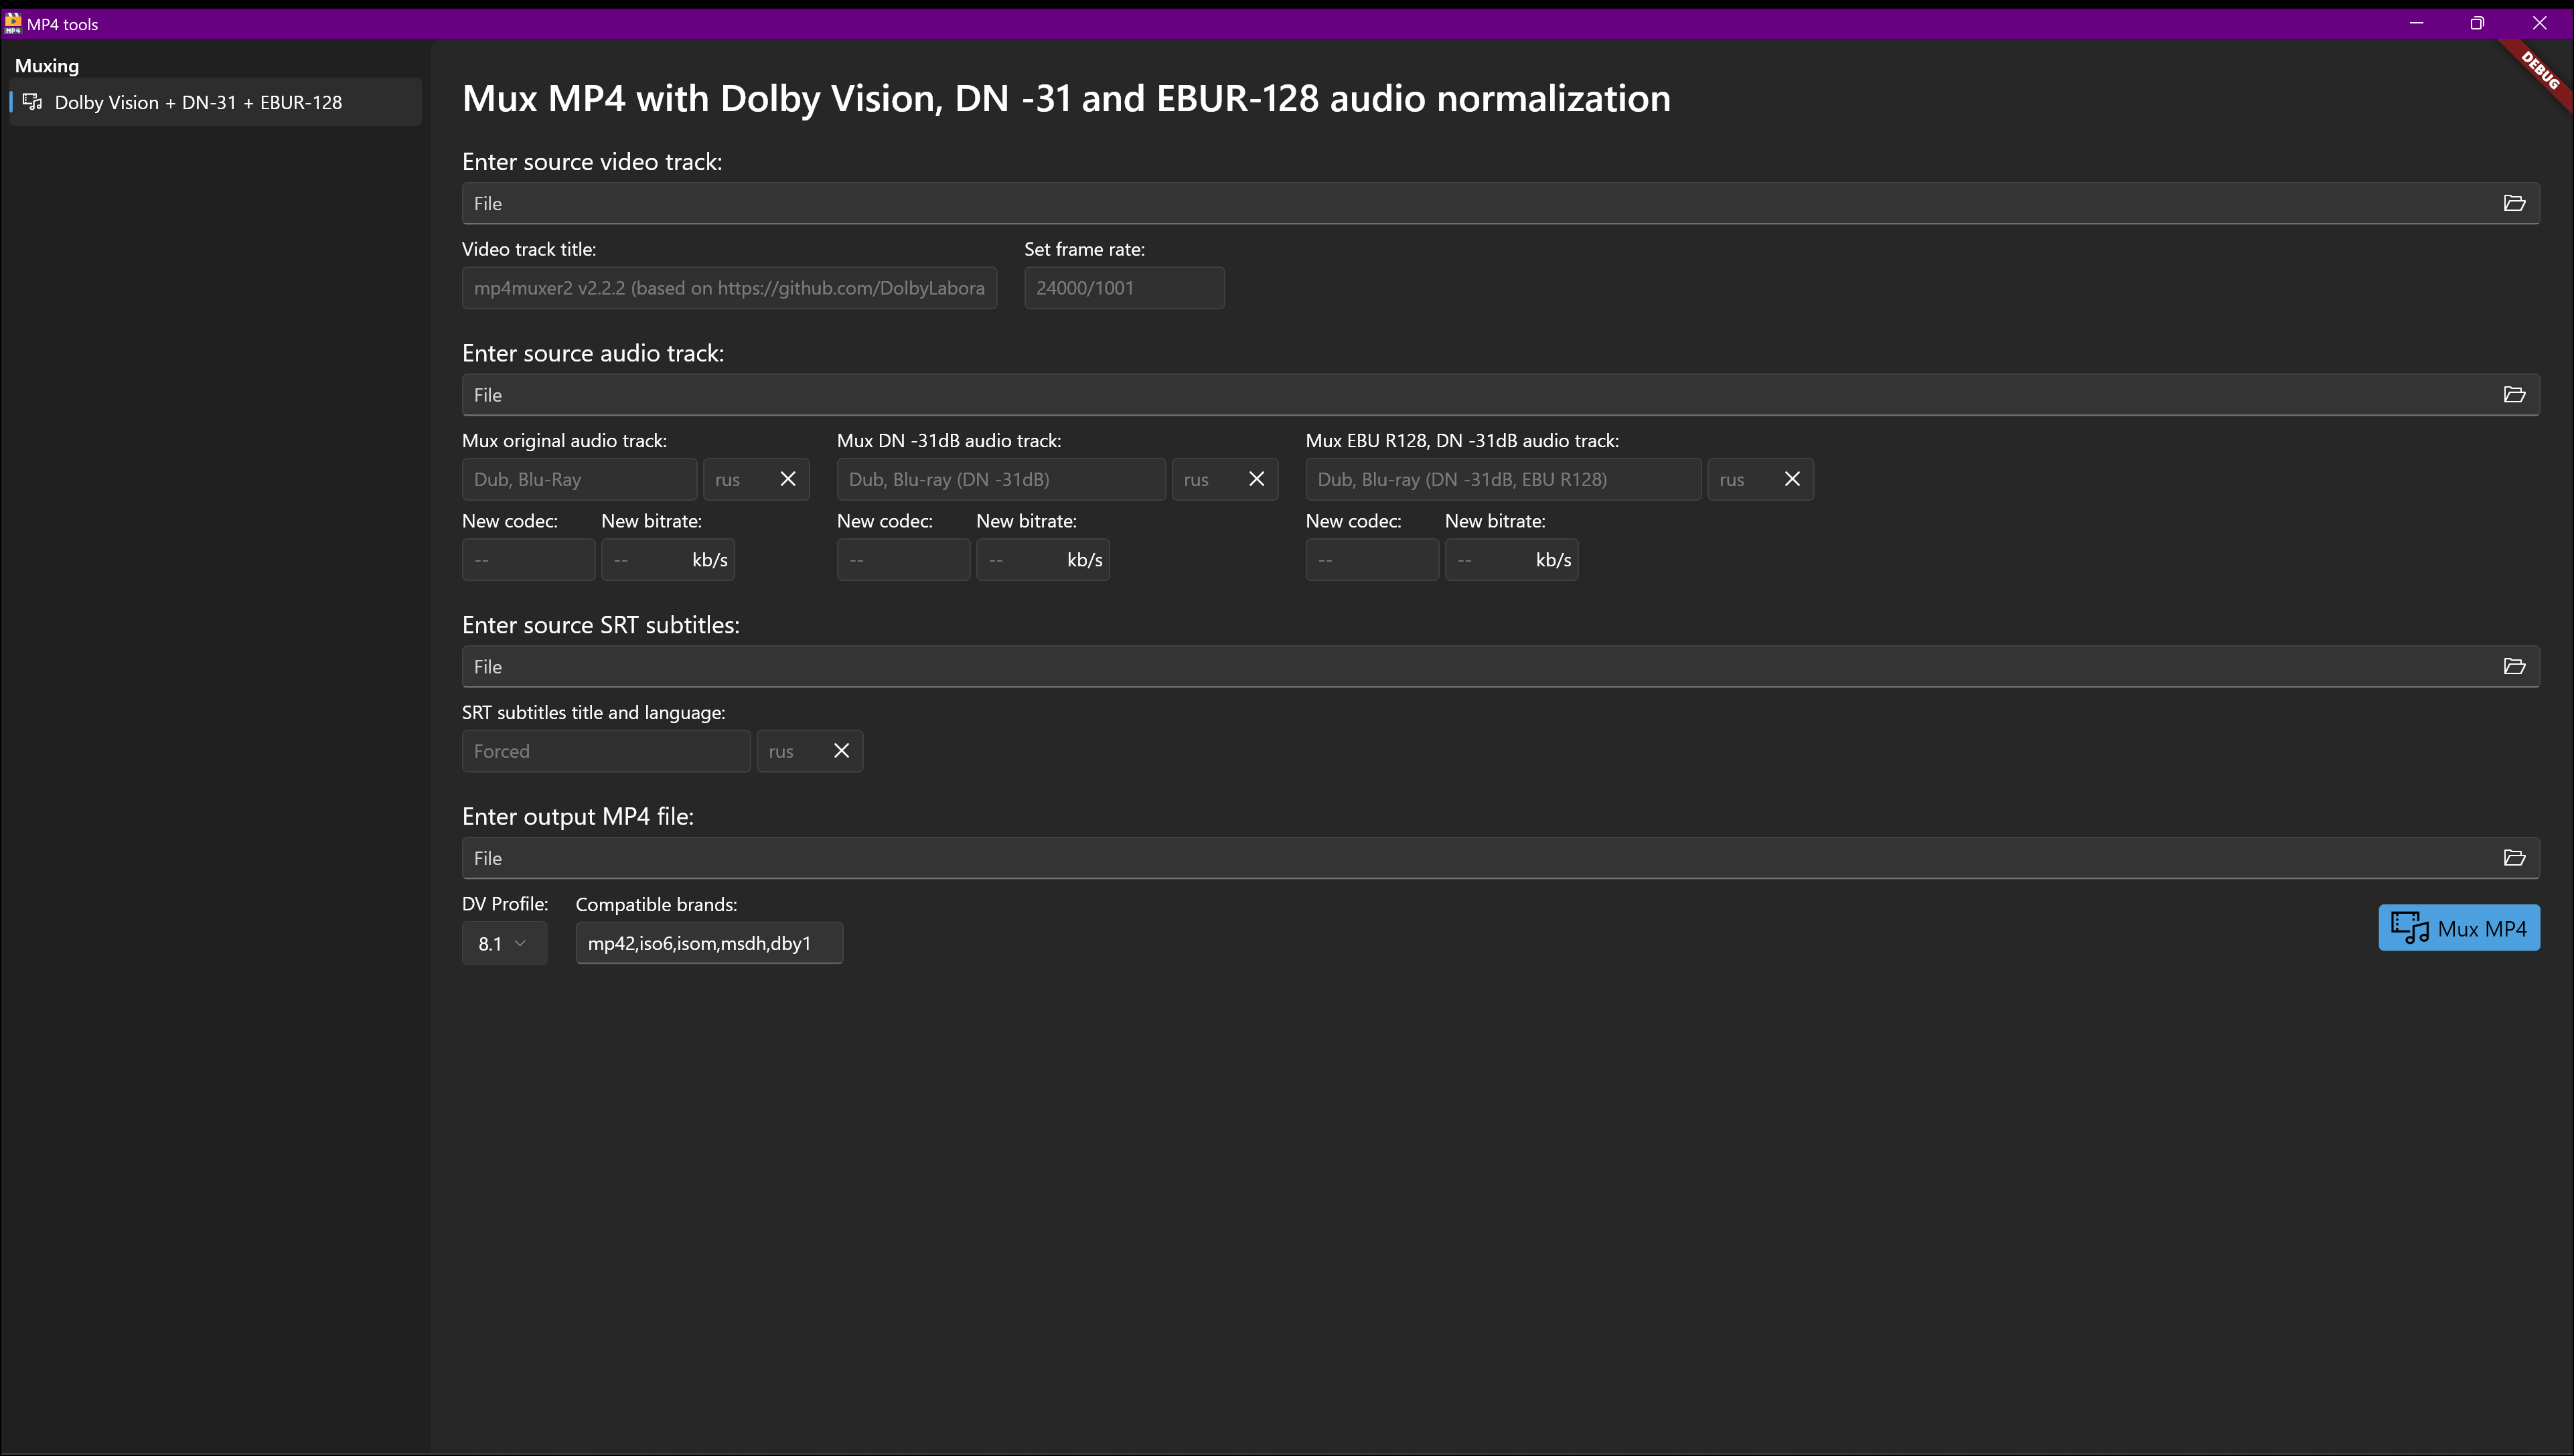 MP4 tools
DEBUG
Muxing
Dolby Vision + DN-31 + EBUR-128
Mux MP4 with Dolby Vision, DN -31 and EBUR-128 audio normalization
Enter source video track:
File
Video track title: Set frame rate:
mp4muxer2 v2.2.2 (based on https://github.com/DolbyLabora 24000/1001
Enter source audio track:
File
Mux original audio track: Mux DN -31dB audio track: Mux EBU R128, DN -31dB audio track:
Dub, Blu-Ray rus Dub, Blu-ray (DN -31dB) rus Dub, Blu-ray (DN -31dB, EBU R128) rus
New codec: New bitrate: New codec: New bitrate: New codec: New bitrate:
-- -- kb/s -- -- kb/s -- -- kb/s
Enter source SRT subtitles:
File
SRT subtitles title and language:
Forced rus
Enter output MP4 file:
File
DV Profile: Compatible brands:
8.1 mp42,iso6,isom,msdh,dby1 Mux MP4